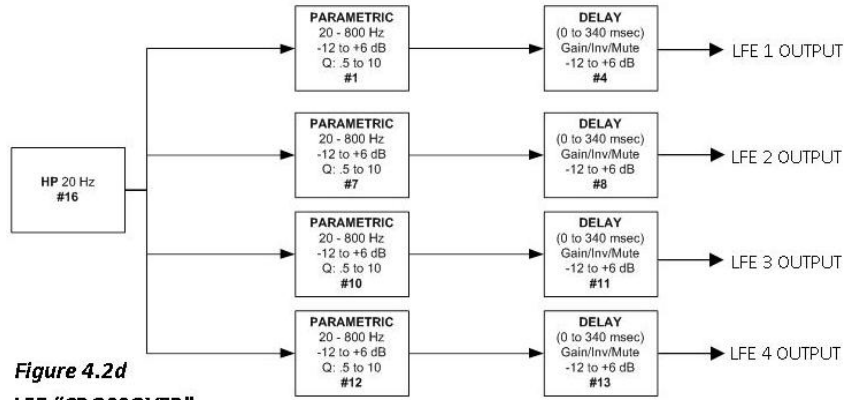 PARAMETRIC
20 - 800 Hz
-12 to +6 dB
Q: .5 to 10
#1
DELAY
(0 to 340 msec)
Gain/Inv/Mute
-12 to +6 dB
#4
LFE 1 OUTPUT
HP 20 Hz
#16
PARAMETRIC
20 - 800 Hz
-12 to +6 dB
Q: .5 to 10
#7
DELAY
(0 to 340 msec)
Gain/Inv/Mute
-12 to +6 dB
#8
LFE 2 OUTPUT
PARAMETRIC
20 - 800 Hz
-12 to +6 dB
Q: .5 to 10
#10
DELAY
(0 to 340 msec)
Gain/Inv/Mute
-12 to +6 dB
#11
LFE 3 OUTPUT
PARAMETRIC
20 - 800 Hz
-12 to +6 dB
Q: .5 to 10
#12
DELAY
(0 to 340 msec)
Gain/Inv/Mute
-12 to +6 dB
#13
LFE 4 OUTPUT
Figure 4.2d
LFE "CROSSOVER"